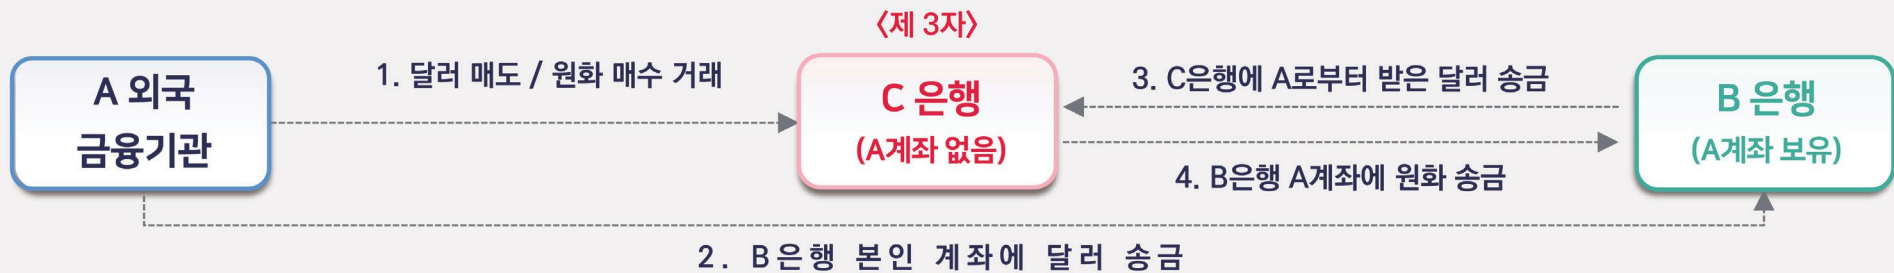 〈제 3자〉
A 외국
금융기관
1. 달러 매도 / 원화 매수 거래
C 은행
(A계좌 없음)
3. C은행에 A로부터 받은 달러 송금
4. B은행 A계좌에 원화 송금
B 은행
(A계좌 보유)
2. B은행 본인 계좌에 달러 송금